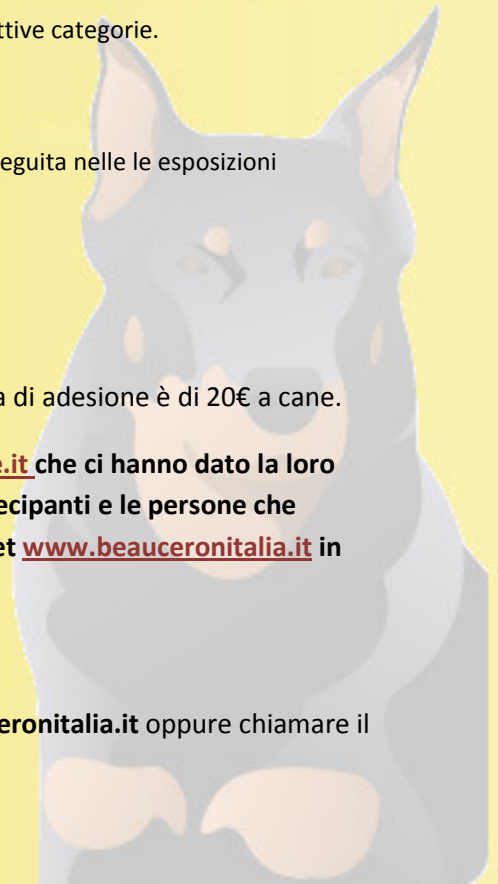 ttive categorie.
eguita nelle le esposizioni
a di adesione è di 20€ a cane.
e.it che ci hanno dato la loro
ecipanti e le persone che
et www.beauceronitalia.it in
eronitalia.it oppure chiamare il